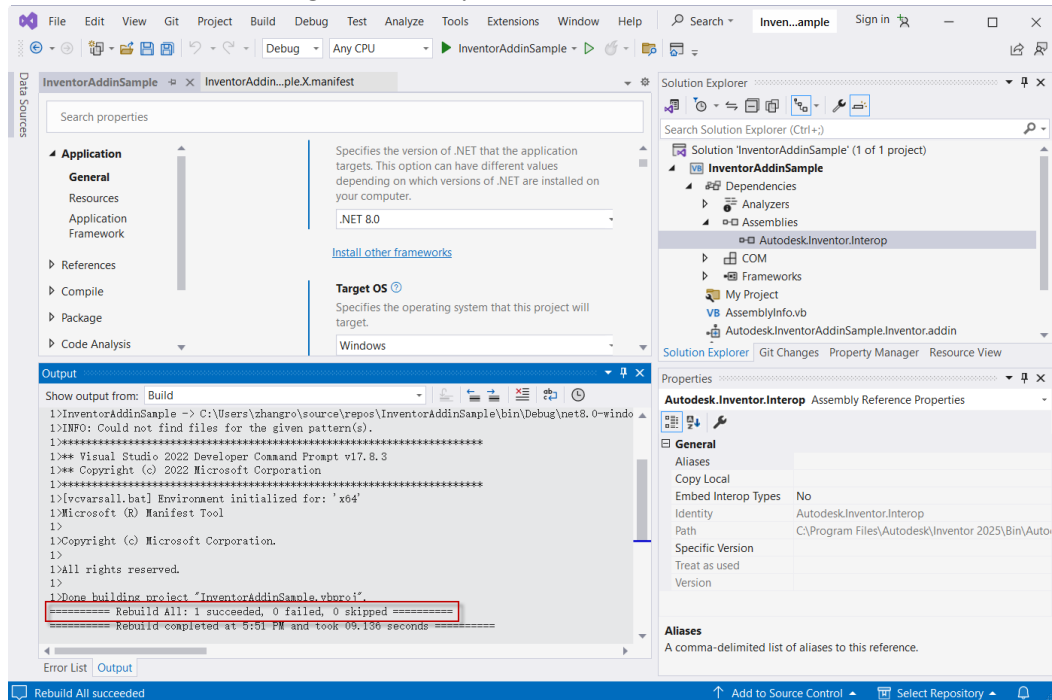 File Edit View Git Project Build Debug Test Analyze Tools Extensions Window Help Search Inven...ample Sign in
Debug Any CPU InventorAddinSample
Data Sources
InventorAddinSample InventorAddin...ple.X.manifest
Search properties
Application
General
Resources
Application
Framework
References
Compile
Package
Code Analysis
Specifies the version of .NET that the application
targets. This option can have different values
depending on which versions of .NET are installed on
your computer.
.NET 8.0
Install other frameworks
Target OS
Specifies the operating system that this project will
target.
Windows
Output
Show output from: Build
1>InventorAddinSample -> C:\Users\zhangro\source\repos\InventorAddinSample\bin\Debug\net8.0-windo
1>INFO: Could not find files for the given pattern(s).
1>**********************************************************************
1>** Visual Studio 2022 Developer Command Prompt v17.8.3
1>** Copyright (c) 2022 Microsoft Corporation
1>**********************************************************************
1>[vcvarsall.bat] Environment initialized for: 'x64'
1>Microsoft (R) Manifest Tool
1>
1>Copyright (c) Microsoft Corporation.
1>
1>All rights reserved.
1>
1>Done building project "InventorAddinSample.vbproj".
========== Rebuild All: 1 succeeded, 0 failed, 0 skipped ==========
========== Rebuild completed at 5:51 PM and took 09.136 seconds ==========
Error List Output
Solution Explorer
Search Solution Explorer (Ctrl+;)
Solution 'InventorAddinSample' (1 of 1 project)
VB InventorAddinSample
Dependencies
Analyzers
Assemblies
Autodesk.Inventor.Interop
COM
Frameworks
My Project
VB AssemblyInfo.vb
Autodesk.InventorAddinSample.Inventor.addin
Solution Explorer Git Changes Property Manager Resource View
Properties
Autodesk.Inventor.Interop Assembly Reference Properties
General
Aliases
Copy Local
Embed Interop Types No
Identity Autodesk.Inventor.Interop
Path C:\Program Files\Autodesk\Inventor 2025\Bin\Auto
Specific Version
Treat as used
Version
Aliases
A comma-delimited list of aliases to this reference.
Rebuild All succeeded Add to Source Control Select Repository